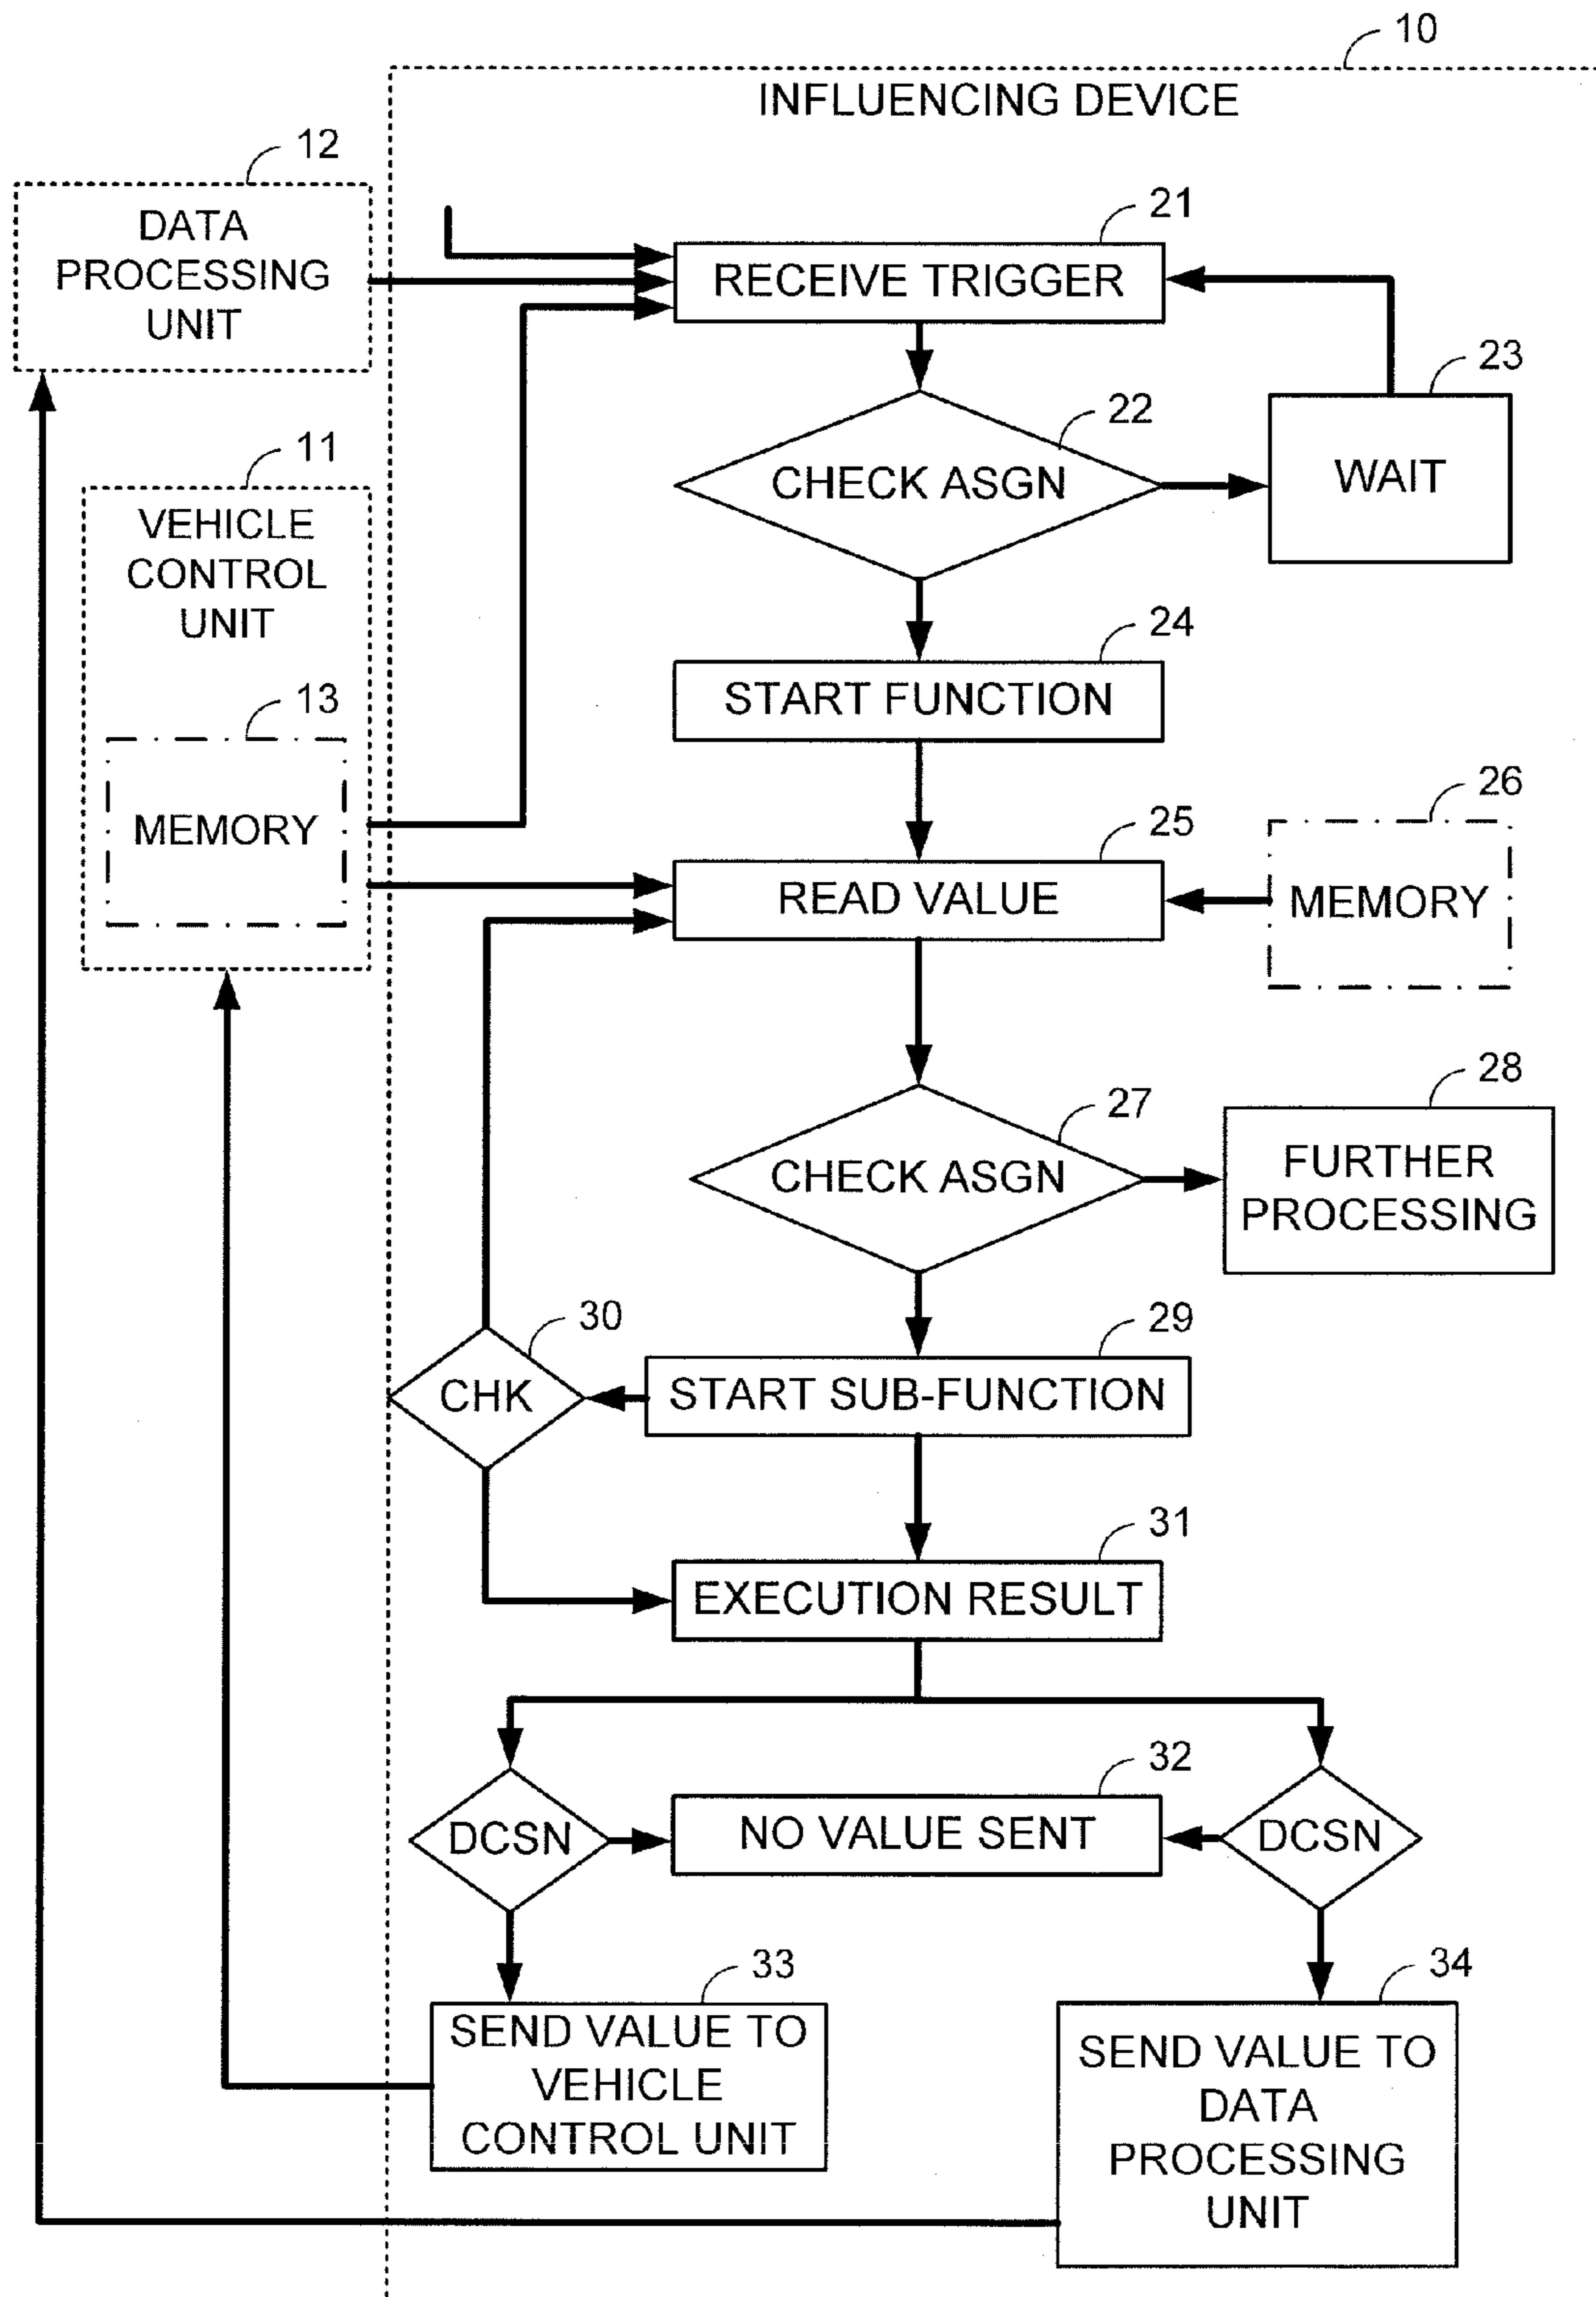 10
INFLUENCING DEVICE
12
DATA
PROCESSING
UNIT
21
RECEIVE TRIGGER
22
CHECK ASGN
23
WAIT
11
VEHICLE
CONTROL
UNIT
13
MEMORY
24
START FUNCTION
25
READ VALUE
26
MEMORY
27
CHECK ASGN
28
FURTHER
PROCESSING
29
START SUB-FUNCTION
30
CHK
31
EXECUTION RESULT
DCSN
32
NO VALUE SENT
DCSN
33
SEND VALUE TO
VEHICLE
CONTROL UNIT
34
SEND VALUE TO
DATA
PROCESSING
UNIT